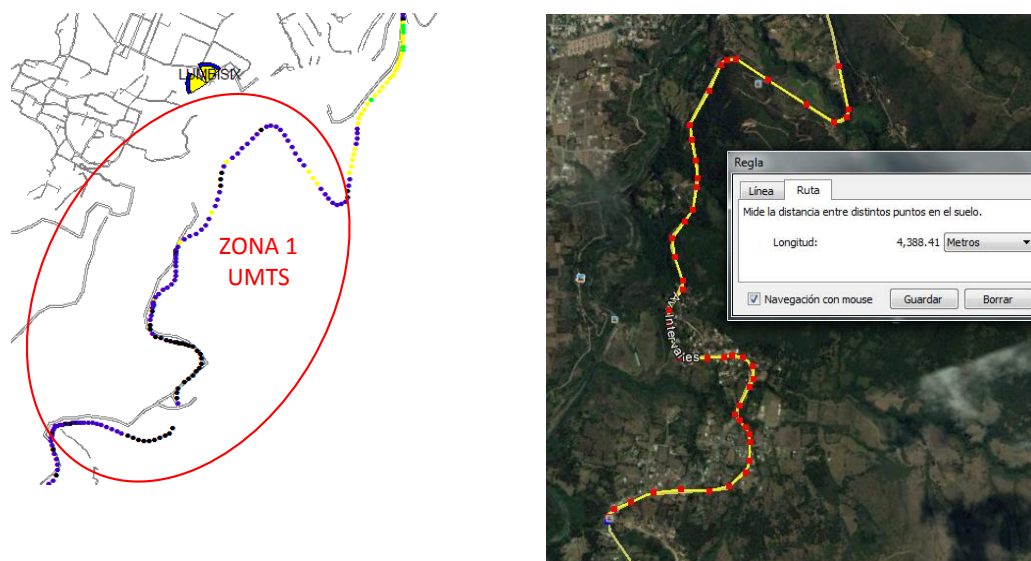 LUMBISIX
ZONA 1
UMTS
Regla
Línea
Ruta
Mide la distancia entre distintos puntos en el suelo.
Longitud:
4,388.41
Metros
Navegación con mouse
Guardar
Borrar